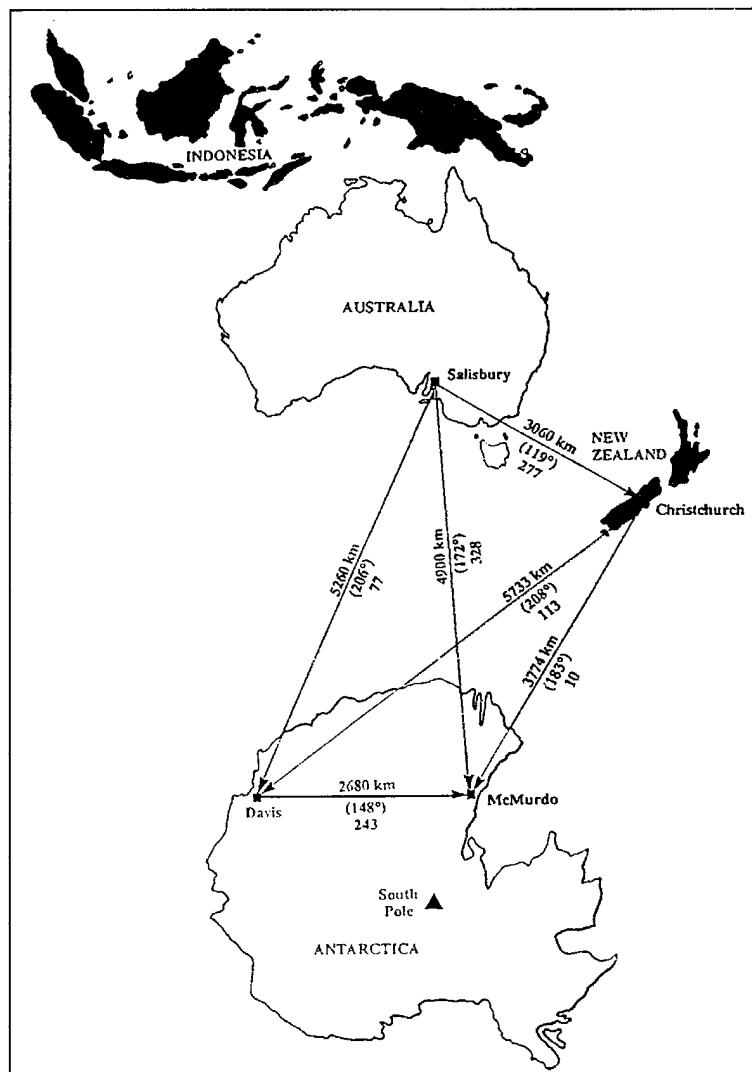 INDONESIA
AUSTRALIA
Salisbury
3060 km
(119°)
277
NEW
ZEALAND
Christchurch
5260 km
(206°)
77
4900 km
(172°)
328
5733 km
(208°)
113
3774 km
(183°)
10
2680 km
(148°)
243
Davis
McMurdo
South
Pole
ANTARCTICA